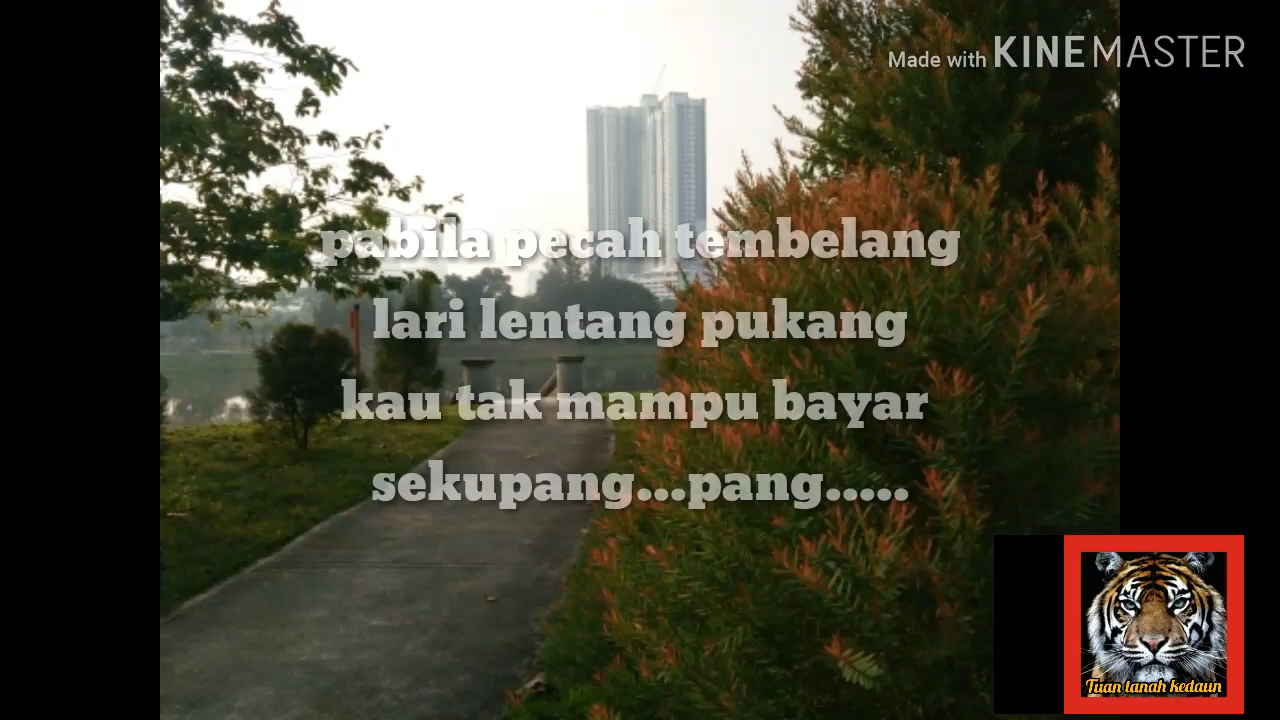 Made with KINEMASTER
pabila pecah tembelang
lari lentang pukang
kau tak mampu bayar
sekupang...pang.....
Tuan tanah kedaun